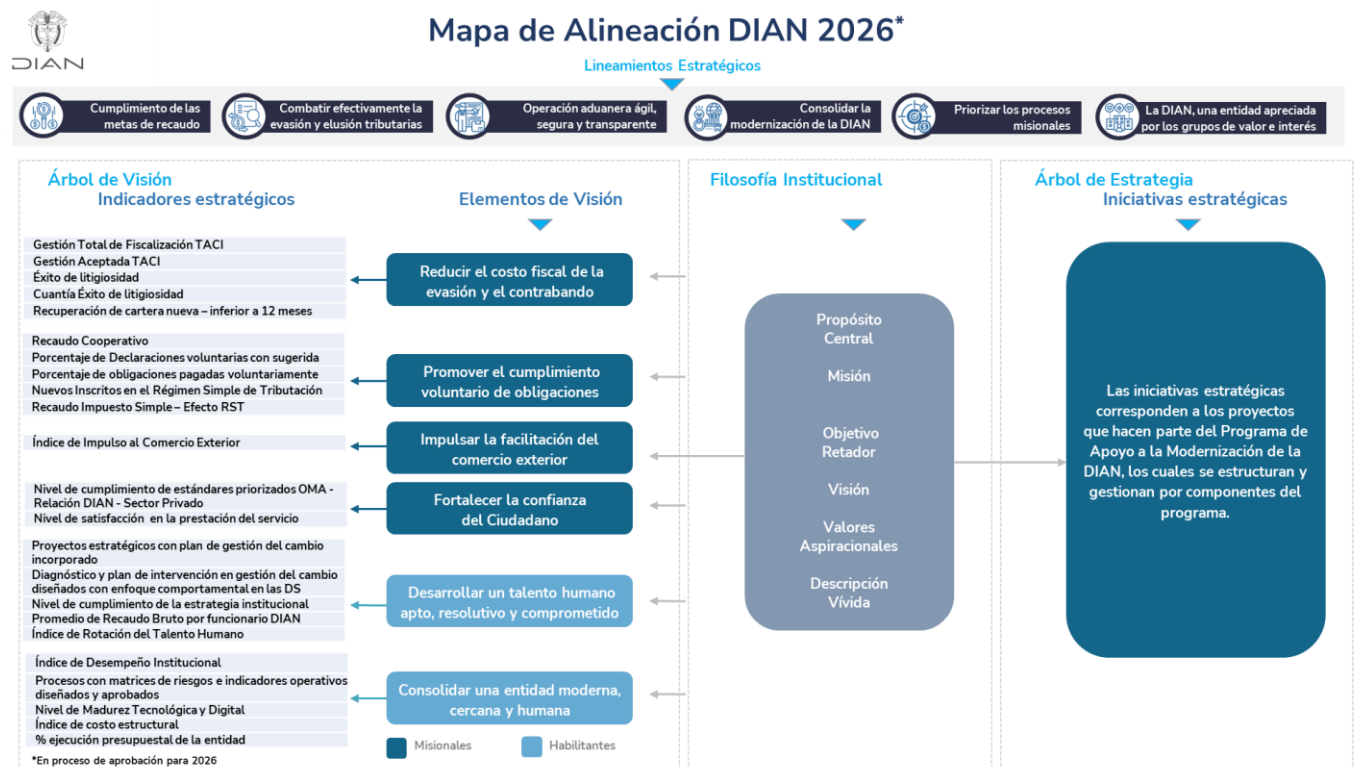 DIAN
Mapa de Alineación DIAN 2026*
Lineamientos Estratégicos
Cumplimiento de las
metas de recaudo
Combatir efectivamente la
evasión y elusión tributarias
Operación aduanera ágil,
segura y transparente
Consolidar la
modernización de la DIAN
Priorizar los procesos
misionales
La DIAN, una entidad apreciada
por los grupos de valor e interés
Árbol de Visión
Indicadores estratégicos
Elementos de Visión
Gestión Total de Fiscalización TACI
Gestión Aceptada TACI
Éxito de litigiosidad
Cuantía Éxito de litigiosidad
Recuperación de cartera nueva – inferior a 12 meses
Reducir el costo fiscal de la
evasión y el contrabando
Recaudo Cooperativo
Porcentaje de Declaraciones voluntarias con sugerida
Porcentaje de obligaciones pagadas voluntariamente
Nuevos Inscritos en el Régimen Simple de Tributación
Recaudo Impuesto Simple – Efecto RST
Promover el cumplimiento
voluntario de obligaciones
Índice de Impulso al Comercio Exterior
Impulsar la facilitación del
comercio exterior
Nivel de cumplimiento de estándares priorizados OMA -
Relación DIAN - Sector Privado
Nivel de satisfacción en la prestación del servicio
Fortalecer la confianza
del Ciudadano
Proyectos estratégicos con plan de gestión del cambio
incorporado
Diagnóstico y plan de intervención en gestión del cambio
diseñados con enfoque comportamental en las DS
Nivel de cumplimiento de la estrategia institucional
Promedio de Recaudo Bruto por funcionario DIAN
Índice de Rotación del Talento Humano
Desarrollar un talento humano
apto, resolutivo y comprometido
Índice de Desempeño Institucional
Procesos con matrices de riesgos e indicadores operativos
diseñados y aprobados
Nivel de Madurez Tecnológica y Digital
Índice de costo estructural
% ejecución presupuestal de la entidad
Consolidar una entidad moderna,
cercana y humana
Misionales
Habilitantes
*En proceso de aprobación para 2026
Filosofía Institucional
Propósito
Central
Misión
Objetivo
Retador
Visión
Valores
Aspiracionales
Descripción
Vívida
Árbol de Estrategia
Iniciativas estratégicas
Las iniciativas estratégicas
corresponden a los proyectos
que hacen parte del Programa de
Apoyo a la Modernización de la
DIAN, los cuales se estructuran y
gestionan por componentes del
programa.